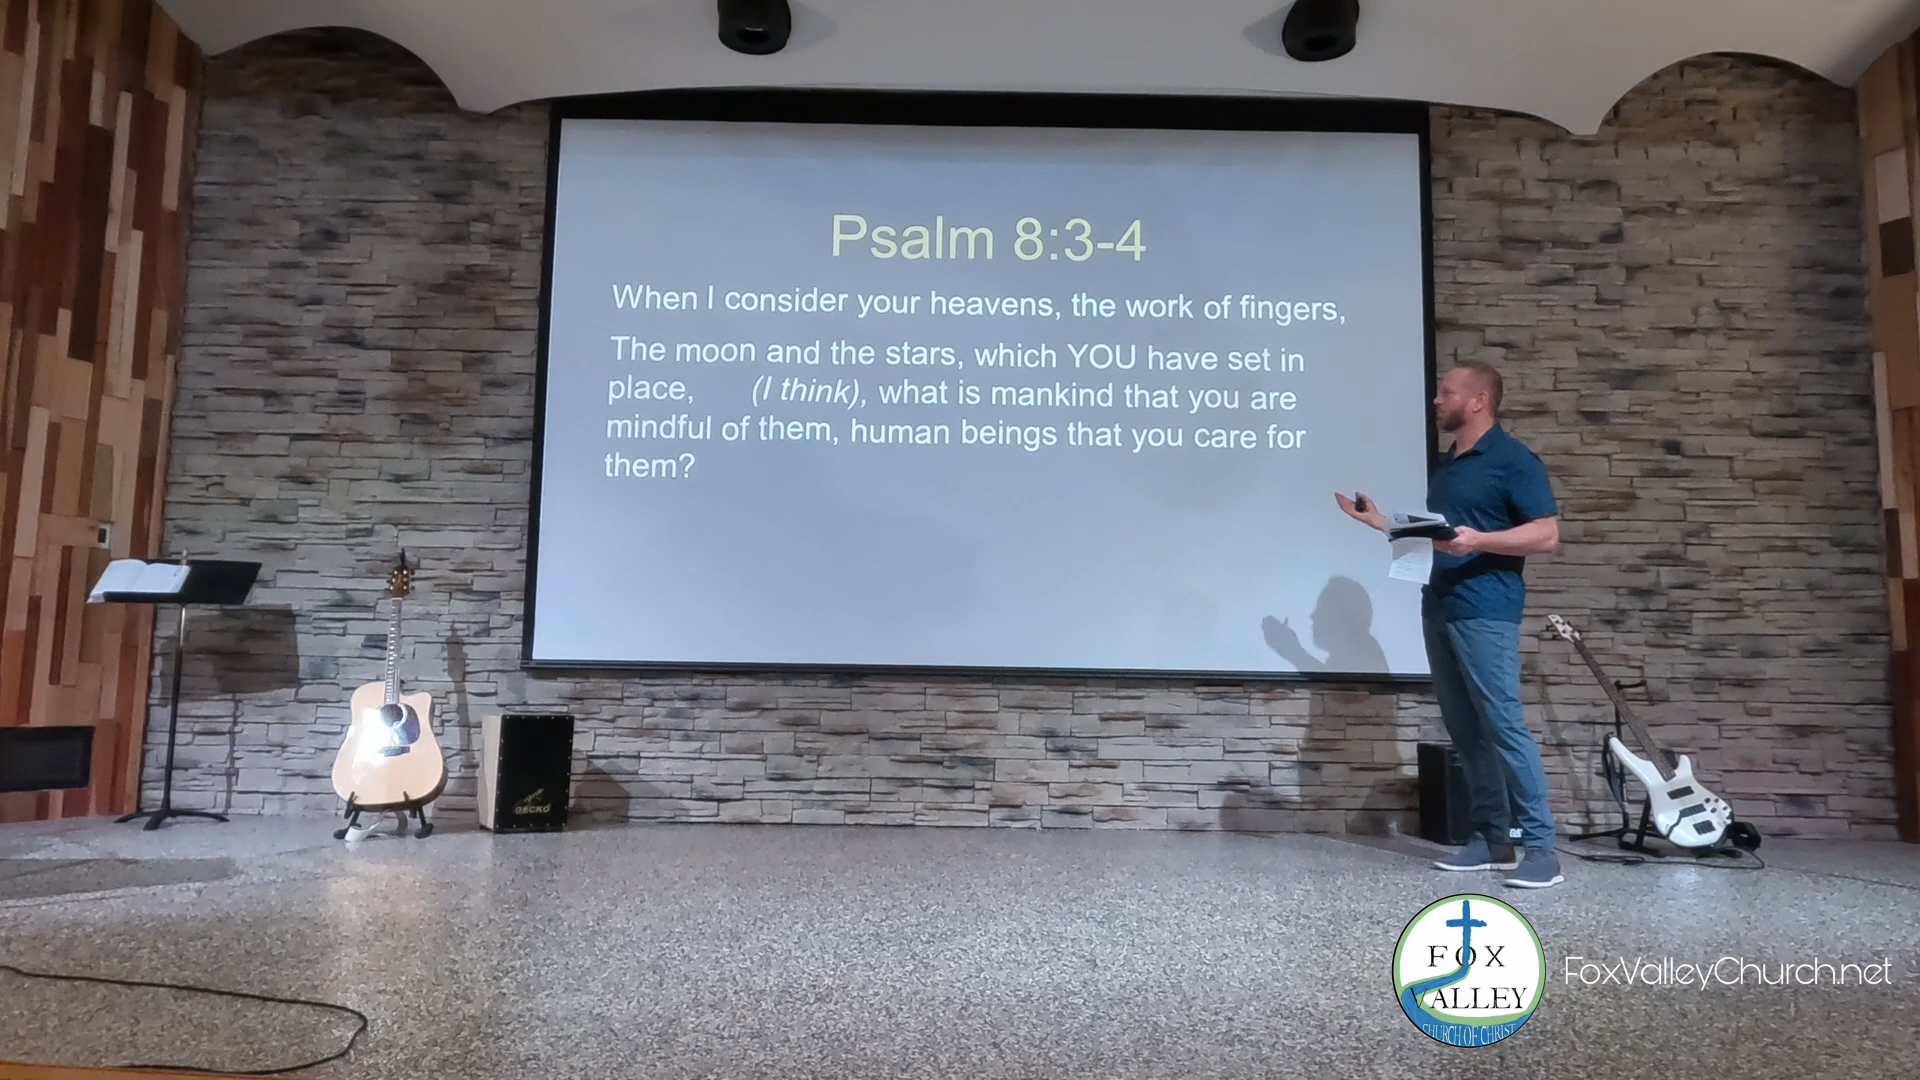 Psalm 8:3-4
When I consider your heavens, the work of fingers,
The moon and the stars, which YOU have set in
place, (I think), what is mankind that you are
mindful of them, human beings that you care for
them?
GECKO
FOX
VALLEY
CHURCH OF CHRIST
FoxValleyChurch.net